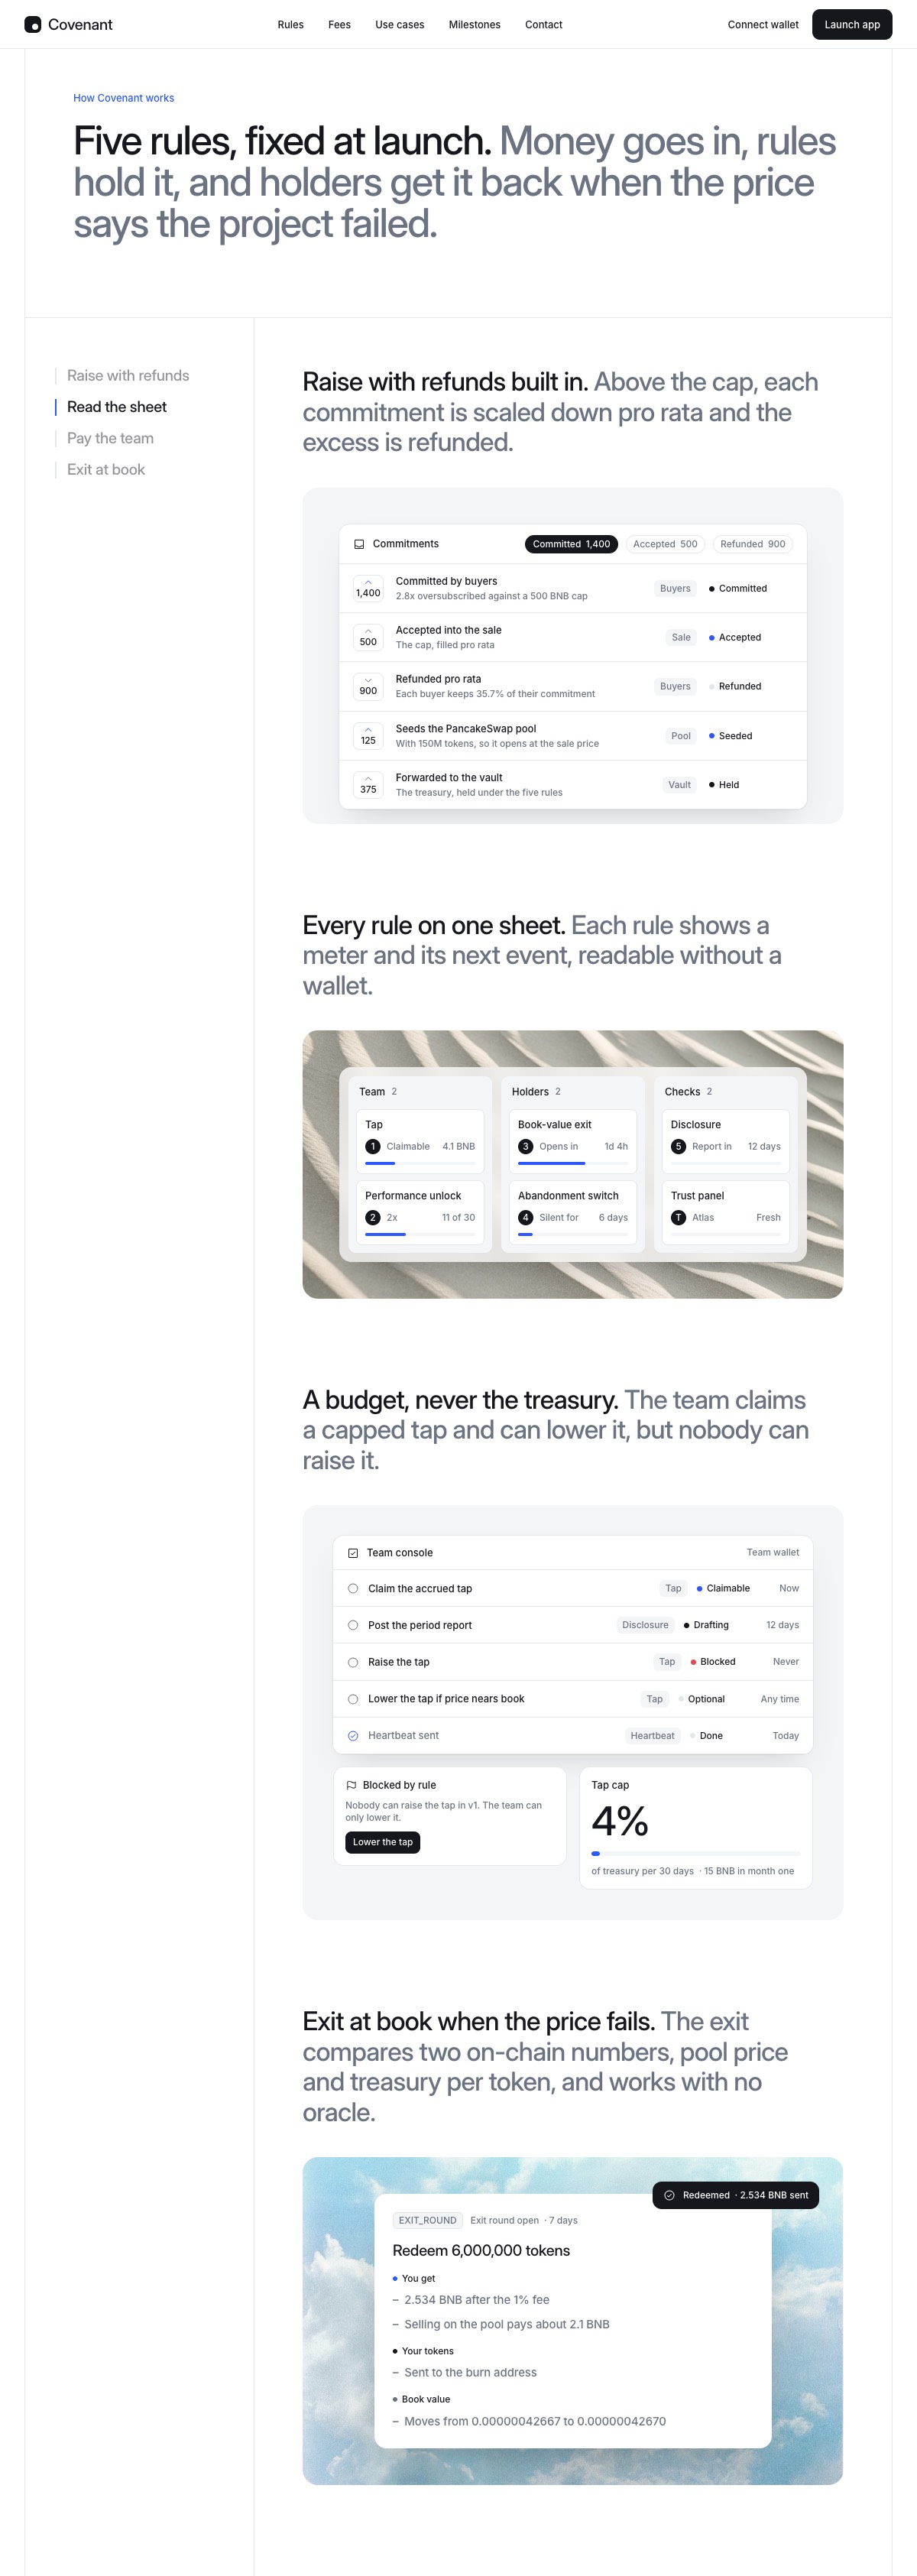 Covenant
Rules
Fees
Use cases
Milestones
Contact
Connect wallet
Launch app
How Covenant works
Five rules, fixed at launch. Money goes in, rules
hold it, and holders get it back when the price
says the project failed.
Raise with refunds
Read the sheet
Pay the team
Exit at book
Raise with refunds built in. Above the cap, each
commitment is scaled down pro rata and the
excess is refunded.
Commitments
Committed 1,400
Accepted 500
Refunded 900
1,400
Committed by buyers
2.8x oversubscribed against a 500 BNB cap
Buyers
Committed
500
Accepted into the sale
The cap, filled pro rata
Sale
Accepted
900
Refunded pro rata
Each buyer keeps 35.7% of their commitment
Buyers
Refunded
125
Seeds the PancakeSwap pool
With 150M tokens, so it opens at the sale price
Pool
Seeded
375
Forwarded to the vault
The treasury, held under the five rules
Vault
Held
Every rule on one sheet. Each rule shows a
meter and its next event, readable without a
wallet.
Team 2
Tap
1 Claimable 4.1 BNB
Performance unlock
2 2x 11 of 30
Holders 2
Book-value exit
3 Opens in 1d 4h
Abandonment switch
4 Silent for 6 days
Checks 2
Disclosure
5 Report in 12 days
Trust panel
T Atlas Fresh
A budget, never the treasury. The team claims
a capped tap and can lower it, but nobody can
raise it.
Team console
Team wallet
Claim the accrued tap
Tap
Claimable
Now
Post the period report
Disclosure
Drafting
12 days
Raise the tap
Tap
Blocked
Never
Lower the tap if price nears book
Tap
Optional
Any time
Heartbeat sent
Heartbeat
Done
Today
Blocked by rule
Nobody can raise the tap in v1. The team can
only lower it.
Lower the tap
Tap cap
4%
of treasury per 30 days · 15 BNB in month one
Exit at book when the price fails. The exit
compares two on-chain numbers, pool price
and treasury per token, and works with no
oracle.
Redeemed · 2.534 BNB sent
EXIT_ROUND
Exit round open · 7 days
Redeem 6,000,000 tokens
You get
– 2.534 BNB after the 1% fee
– Selling on the pool pays about 2.1 BNB
Your tokens
– Sent to the burn address
Book value
– Moves from 0.00000042667 to 0.00000042670